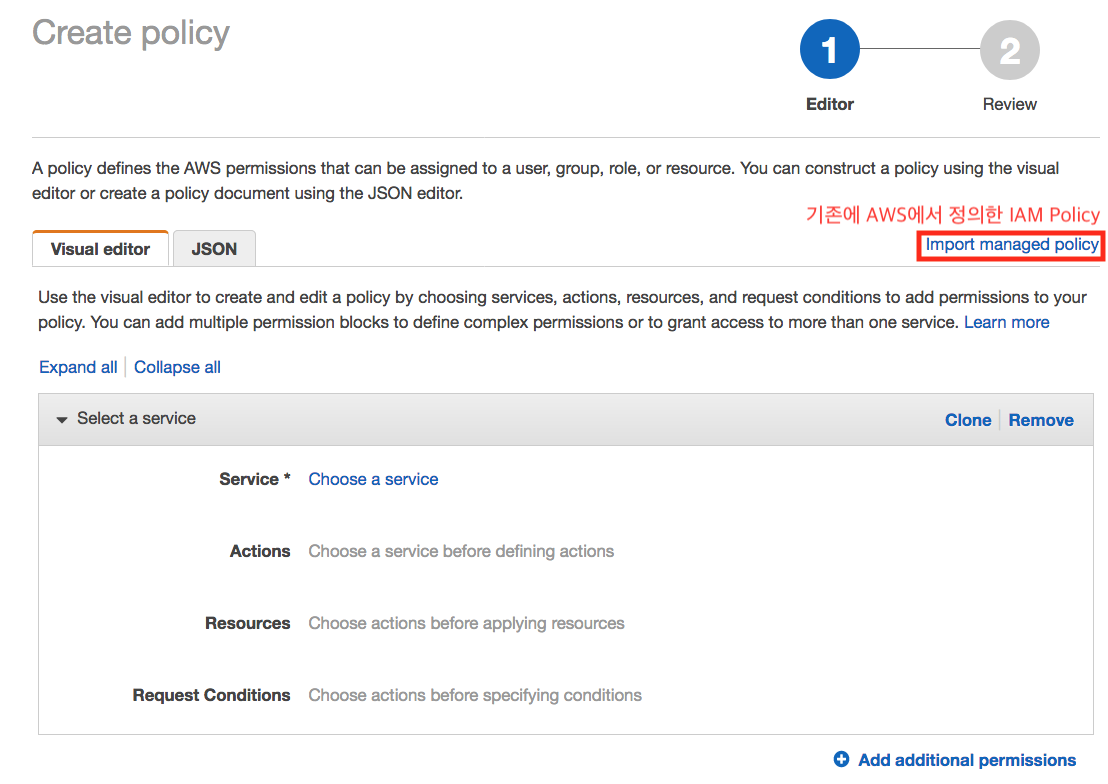 Create policy
1
2
Editor
Review
A policy defines the AWS permissions that can be assigned to a user, group, role, or resource. You can construct a policy using the visual
editor or create a policy document using the JSON editor.
기존에 AWS에서 정의한 IAM Policy
Visual editor
JSON
Import managed policy
Use the visual editor to create and edit a policy by choosing services, actions, resources, and request conditions to add permissions to your
policy. You can add multiple permission blocks to define complex permissions or to grant access to more than one service. Learn more
Expand all
Collapse all
Select a service
Clone
Remove
Service * Choose a service
Actions Choose a service before defining actions
Resources Choose actions before applying resources
Request Conditions Choose actions before specifying conditions
Add additional permissions